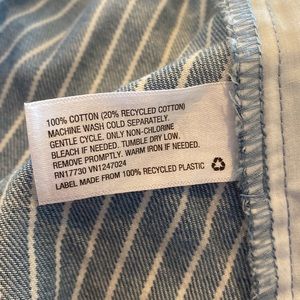 100% COTTON (20% RECYCLED COTTON)
MACHINE WASH COLD SEPARATELY.
GENTLE CYCLE. ONLY NON-CHLORINE
BLEACH IF NEEDED. TUMBLE DRY LOW.
REMOVE PROMPTLY. WARM IRON IF NEEDED.
RN17730 VN1247024
LABEL MADE FROM 100% RECYCLED PLASTIC